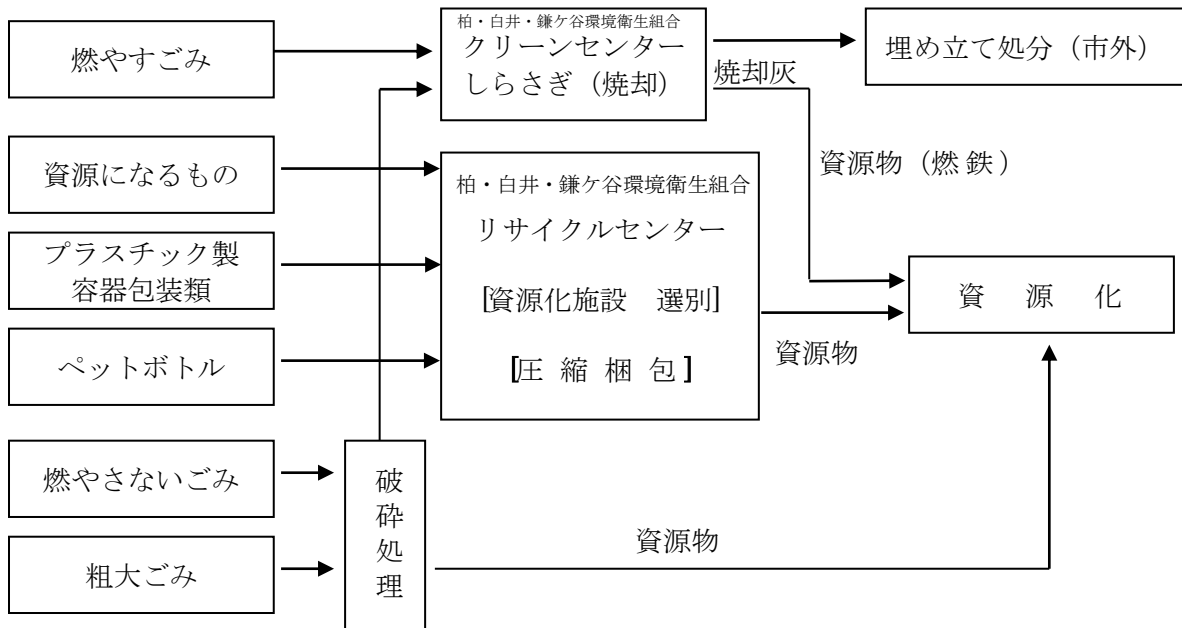 燃やすごみ
柏・白井・鎌ケ谷環境衛生組合
クリーンセンター
しらさぎ（焼却）
埋め立て処分（市外）
焼却灰
資源物（燃 鉄）
資源になるもの
プラスチック製
容器包装類
ペットボトル
柏・白井・鎌ケ谷環境衛生組合
リサイクルセンター
[資源化施設　選別]
[圧 縮 梱 包]
資源物
資　源　化
燃やさないごみ
粗大ごみ
破
砕
処
理
資源物